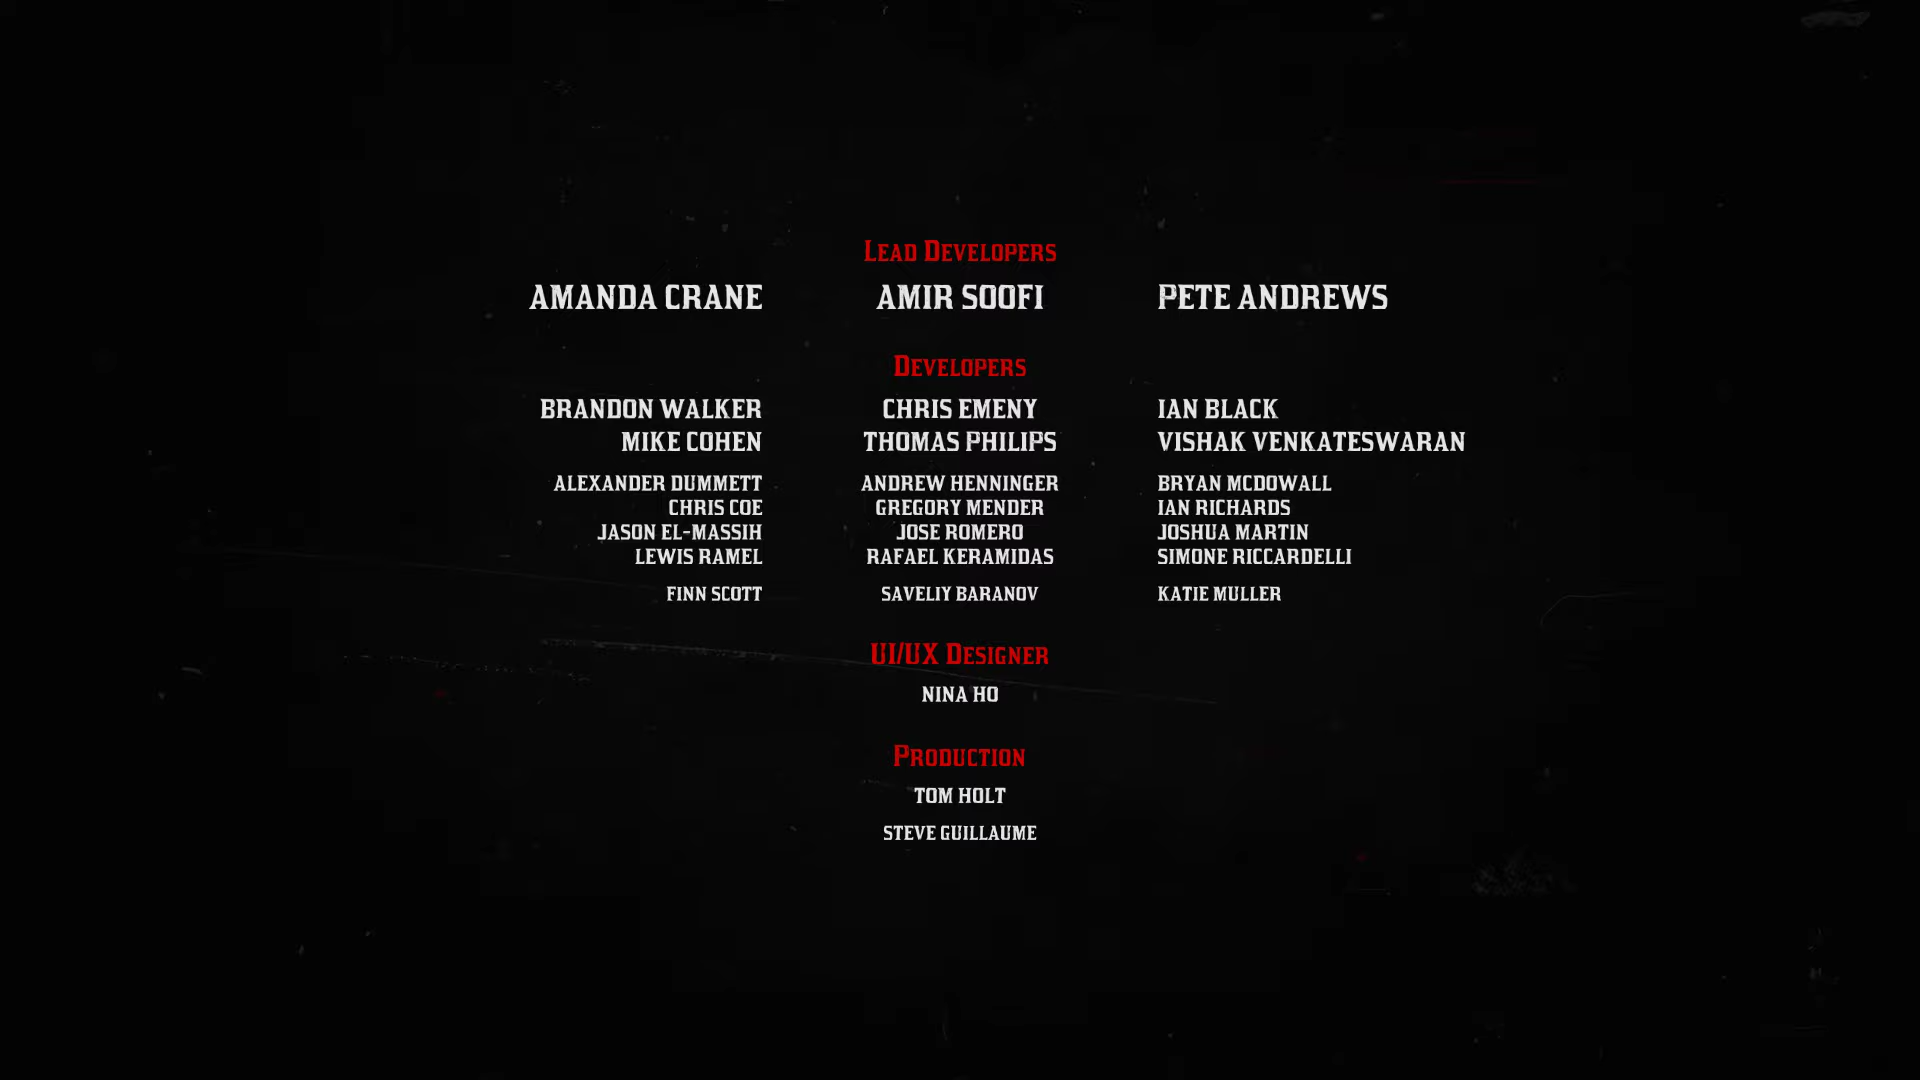 Lead Developers
AMANDA CRANE AMIR SOOFI PETE ANDREWS
Developers
BRANDON WALKER CHRIS EMENY IAN BLACK
MIKE COHEN THOMAS PHILIPS VISHAK VENKATESWARAN
ALEXANDER DUMMETT ANDREW HENNINGER BRYAN MCDOWALL
CHRIS COE GREGORY MENDER IAN RICHARDS
JASON EL-MASSIH JOSE ROMERO JOSHUA MARTIN
LEWIS RAMEL RAFAEL KERAMIDAS SIMONE RICCARDELLI
FINN SCOTT SAVELIY BARANOV KATIE MULLER
UI/UX Designer
NINA HO
Production
TOM HOLT
STEVE GUILLAUME